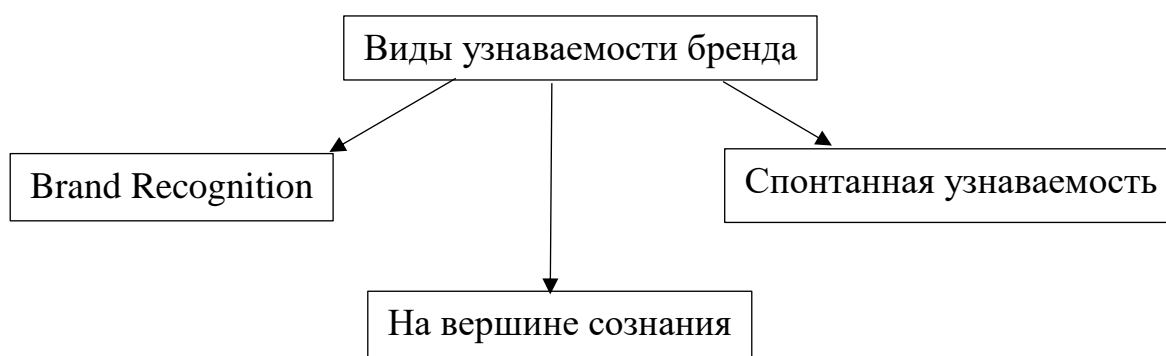 Виды узнаваемости бренда
Brand Recognition
Спонтанная узнаваемость
На вершине сознания